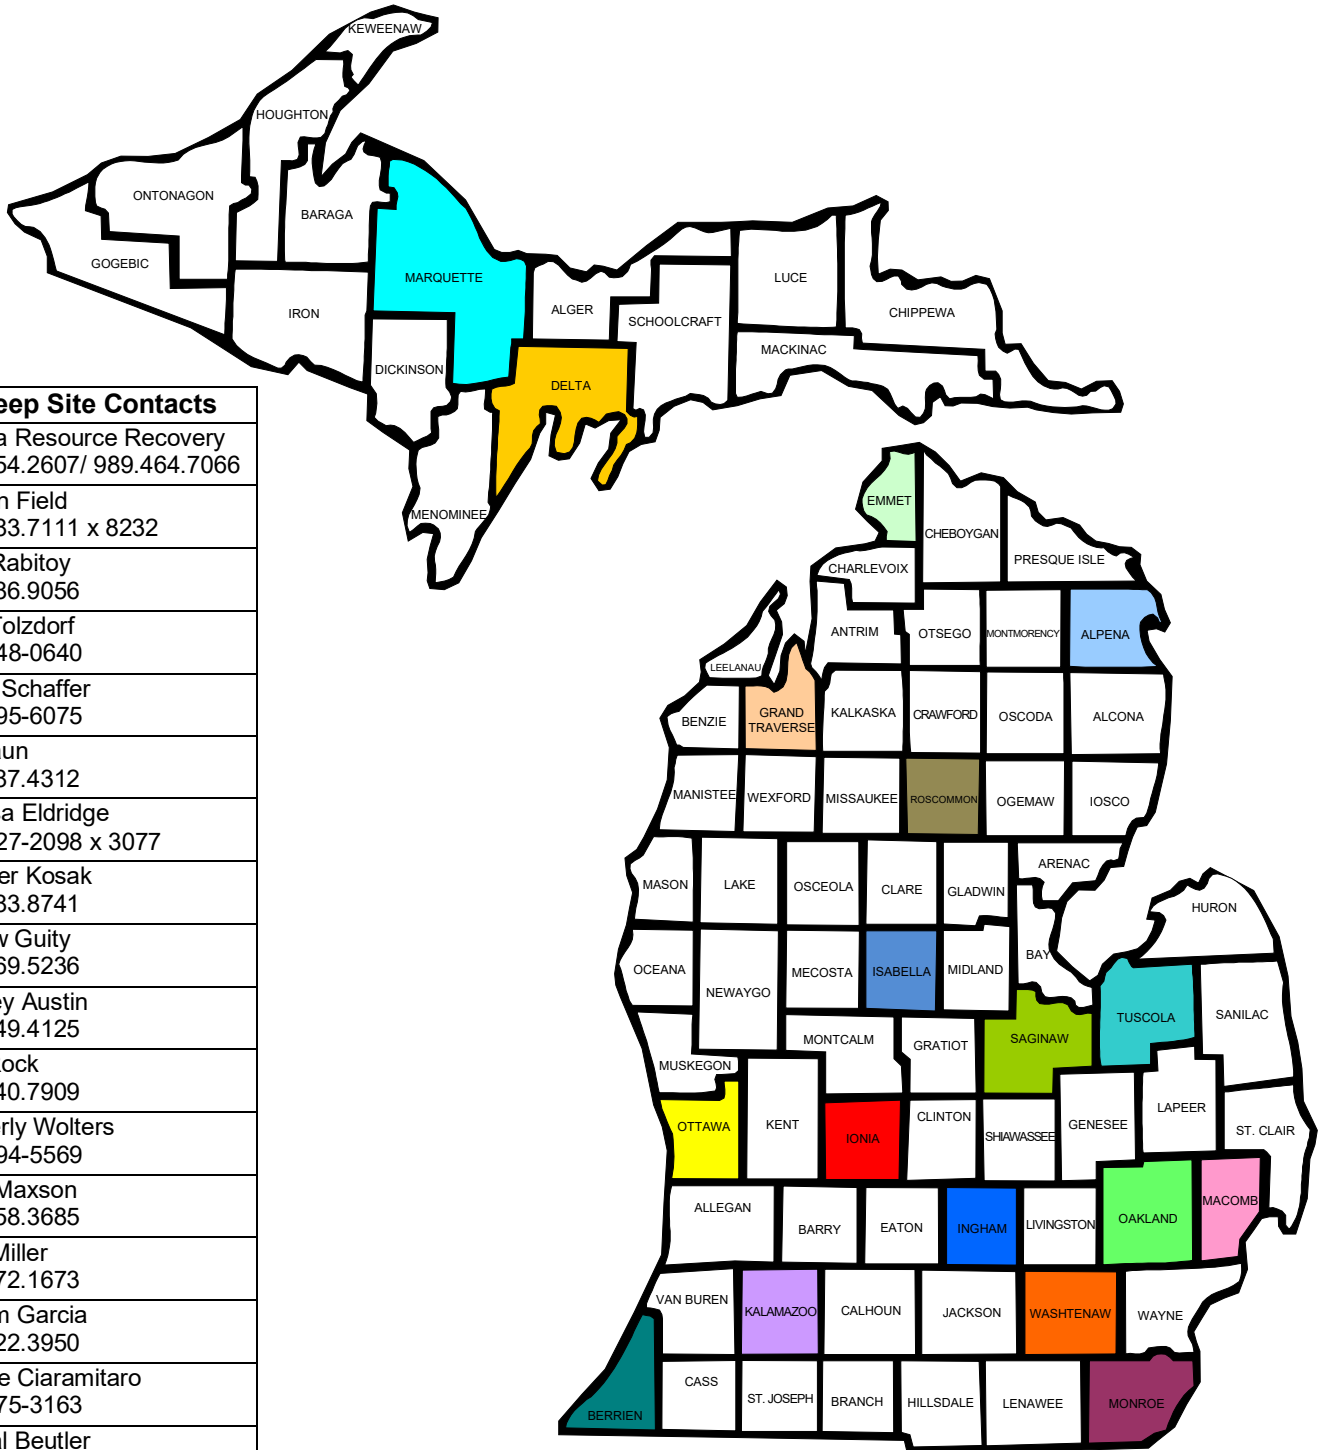 KEWEENAW
HOUGHTON
ONTONAGON
BARAGA
GOGEBIC
MARQUETTE
LUCE
IRON
ALGER
SCHOOLCRAFT
CHIPPEWA
MACKINAC
DICKINSON
DELTA
MENOMINEE
eep Site Contacts
a Resource Recovery
54.2607/ 989.464.7066
n Field
33.7111 x 8232
Rabitoy
36.9056
Tolzdorf
48-0640
Schaffer
95-6075
aun
37.4312
sa Eldridge
27-2098 x 3077
er Kosak
33.8741
w Guity
69.5236
ey Austin
49.4125
Lock
40.7909
erly Wolters
94-5569
Maxson
58.3685
Miller
72.1673
m Garcia
22.3950
e Ciaramitaro
75-3163
al Beutler
EMMET
CHEBOYGAN
PRESQUE ISLE
CHARLEVOIX
ANTRIM
OTSEGO
MONTMORENCY
ALPENA
LEELANAU
BENZIE
GRAND
TRAVERSE
KALKASKA
CRAWFORD
OSCODA
ALCONA
MANISTEE
WEXFORD
MISSAUKEE
ROSCOMMON
OGEMAW
IOSCO
ARENAC
MASON
LAKE
OSCEOLA
CLARE
GLADWIN
HURON
BAY
OCEANA
NEWAYGO
MECOSTA
ISABELLA
MIDLAND
TUSCOLA
SANILAC
MONTCALM
GRATIOT
SAGINAW
MUSKEGON
LAPEER
OTTAWA
KENT
IONIA
CLINTON
SHIAWASSEE
GENESEE
ST. CLAIR
ALLEGAN
BARRY
EATON
INGHAM
LIVINGSTON
OAKLAND
MACOMB
VAN BUREN
KALAMAZOO
CALHOUN
JACKSON
WASHTENAW
WAYNE
BERRIEN
CASS
ST. JOSEPH
BRANCH
HILLSDALE
LENAWEE
MONROE